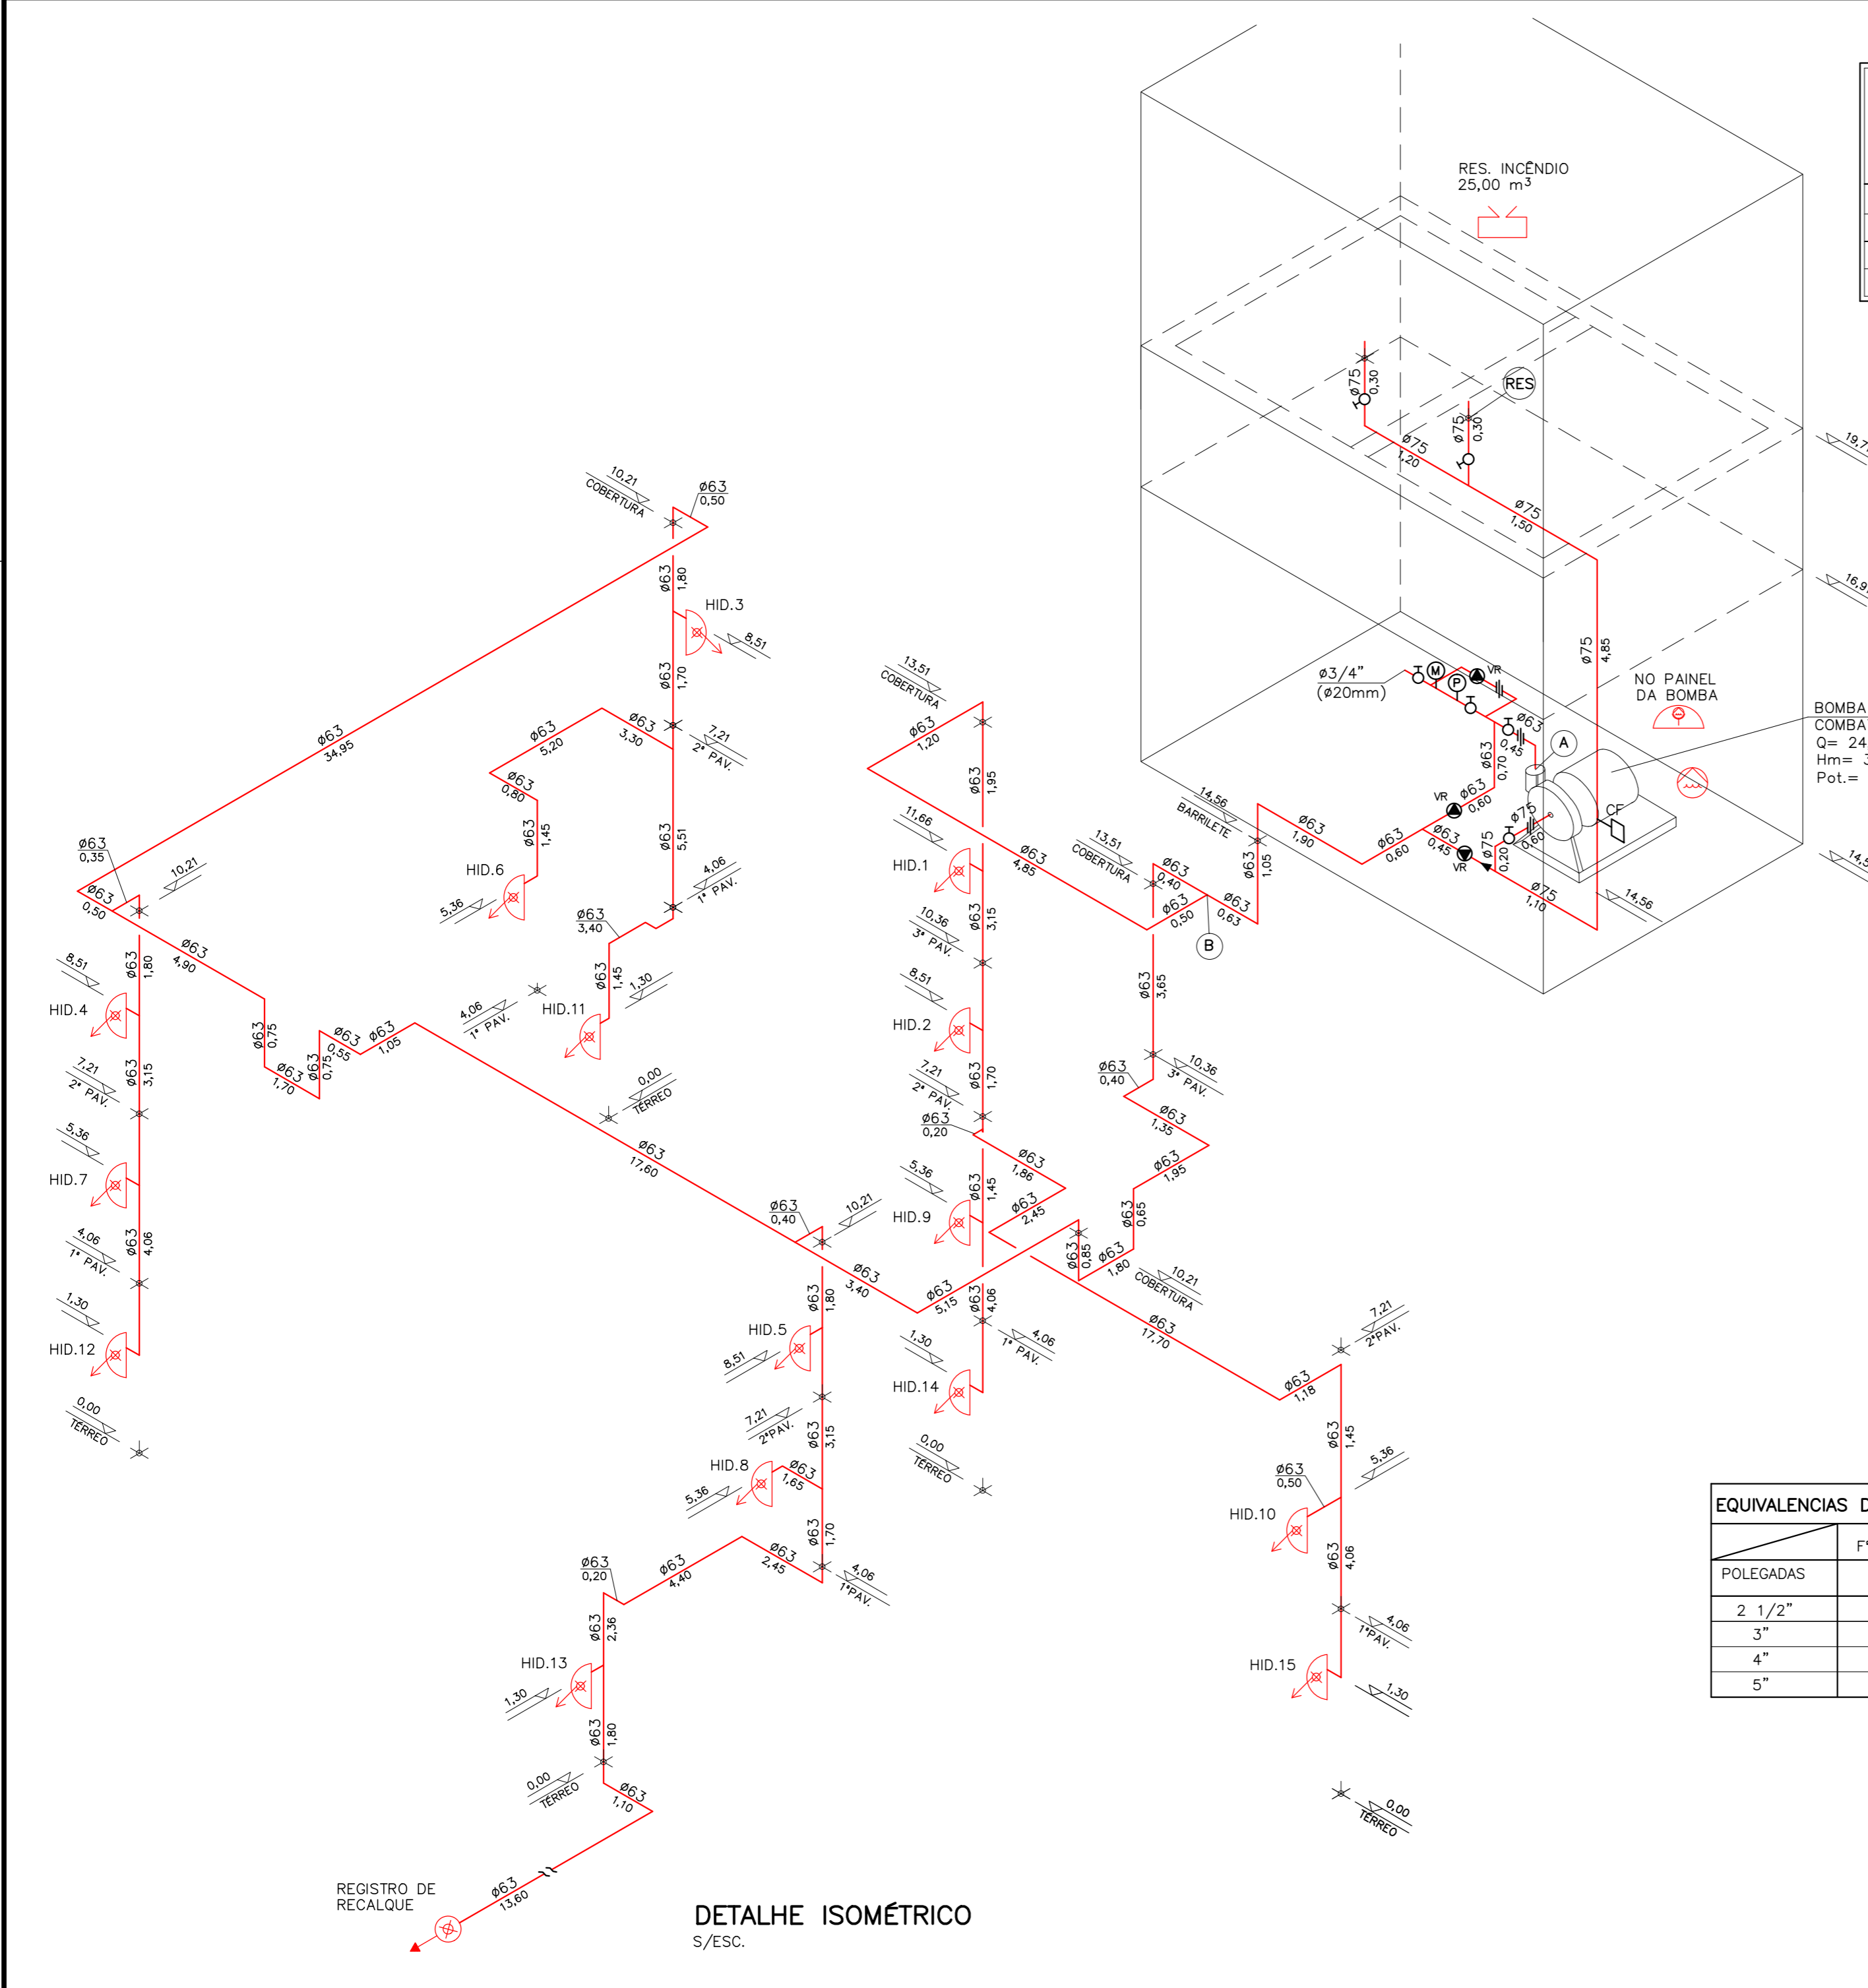 RES. INCÊNDIO
25,00 m³
RES
ø75
0,30
ø75
0,30
ø75
1,20
ø75
1,50
ø75
4,85
ø3/4"
(ø20mm)
M
P
VR
ø63
0,45
A
ø63
0,70
ø63
0,60
VR
ø63
0,45
VR
ø75
0,20
ø75
0,60
CF
ø75
1,10
14,56
NO PAINEL
DA BOMBA
BOMBA
Q= 24
Pot.=
14,56
BARRILETE
ø63
1,90
ø63
0,60
ø63
1,05
ø63
0,63
B
ø63
0,40
ø63
0,50
13,51
COBERTURA
10,21
COBERTURA
ø63
0,50
ø63
1,80
HID.3
8,51
ø63
1,70
7,21
2º PAV.
ø63
34,95
ø63
5,20
ø63
3,30
ø63
0,80
ø63
1,45
HID.6
5,36
ø63
5,51
4,06
1º PAV.
ø63
3,40
ø63
1,45
1,30
HID.11
4,06
1º PAV.
0,00
TÉRREO
13,51
COBERTURA
ø63
1,20
ø63
1,95
11,66
HID.1
ø63
4,85
ø63
3,15
10,36
3º PAV.
8,51
HID.2
ø63
1,70
7,21
2º PAV.
ø63
0,20
ø63
1,86
ø63
2,45
5,36
HID.9
ø63
1,45
ø63
4,06
4,06
1º PAV.
1,30
HID.14
0,00
TÉRREO
ø63
3,65
10,36
3º PAV.
ø63
0,40
ø63
1,35
ø63
1,95
ø63
0,65
ø63
1,80
ø63
0,85
10,21
COBERTURA
ø63
5,15
ø63
3,40
ø63
17,70
ø63
1,18
7,21
2ºPAV.
ø63
1,45
5,36
ø63
0,50
HID.10
ø63
4,06
4,06
1ºPAV.
HID.15
1,30
0,00
TÉRREO
ø63
0,35
10,21
ø63
0,50
ø63
4,90
8,51
ø63
1,80
HID.4
7,21
2º PAV.
ø63
3,15
5,36
HID.7
4,06
1º PAV.
ø63
4,06
1,30
HID.12
0,00
TÉRREO
ø63
0,75
ø63
1,70
ø63
0,75
ø63
0,55
ø63
1,05
ø63
17,60
ø63
0,40
10,21
ø63
1,80
HID.5
8,51
7,21
2ºPAV.
ø63
3,15
HID.8
ø63
1,65
5,36
ø63
1,70
4,06
1ºPAV.
ø63
2,45
ø63
4,40
ø63
0,20
ø63
2,36
HID.13
1,30
ø63
1,80
0,00
TÉRREO
ø63
1,10
ø63
13,60
REGISTRO DE
RECALQUE
DETALHE ISOMÉTRICO
S/ESC.
EQUIVALENCIAS
POLEGADAS
2 1/2"
3"
4"
5"